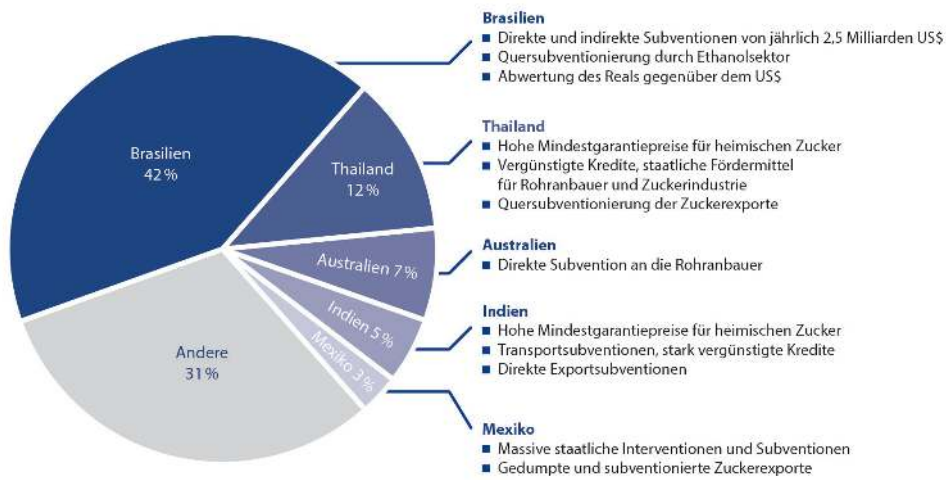 Brasilien
■ Direkte und indirekte Subventionen von jährlich 2,5 Milliarden US$
■ Quersubventionierung durch Ethanolsektor
■ Abwertung des Reals gegenüber dem US$
Thailand
■ Hohe Mindestgarantiepreise für heimischen Zucker
■ Vergünstigte Kredite, staatliche Fördermittel
für Rohranbauer und Zuckerindustrie
■ Quersubventionierung der Zuckerexporte
Australien
■ Direkte Subvention an die Rohranbauer
Indien
■ Hohe Mindestgarantiepreise für heimischen Zucker
■ Transportsubventionen, stark vergünstigte Kredite
■ Direkte Exportsubventionen
Mexiko
■ Massive staatliche Interventionen und Subventionen
■ Gedumpte und subventionierte Zuckerexporte
Brasilien
42 %
Thailand
12 %
Australien 7 %
Indien 5 %
Mexiko 3 %
Andere
31 %